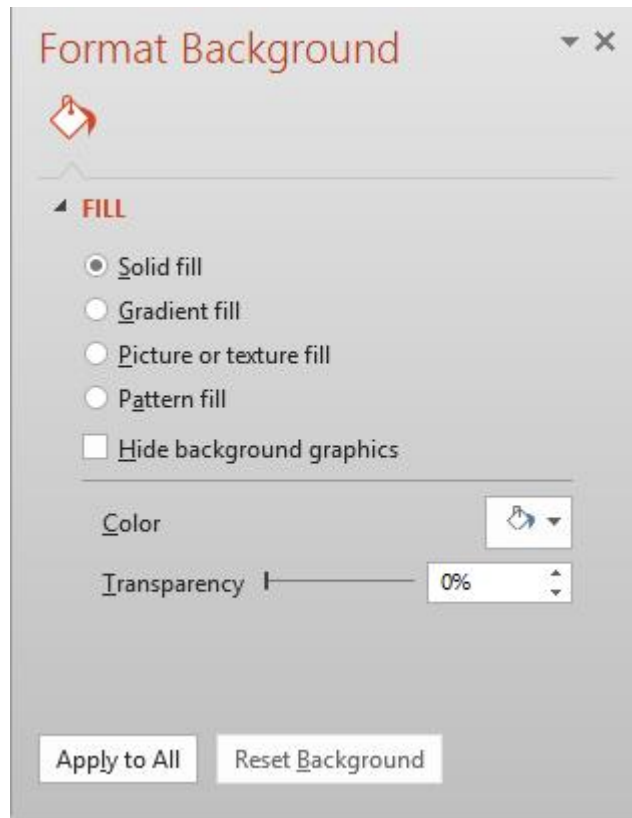 Format Background
FILL
Solid fill
Gradient fill
Picture or texture fill
Pattern fill
Hide background graphics
Color
Transparency 0%
Apply to All Reset Background